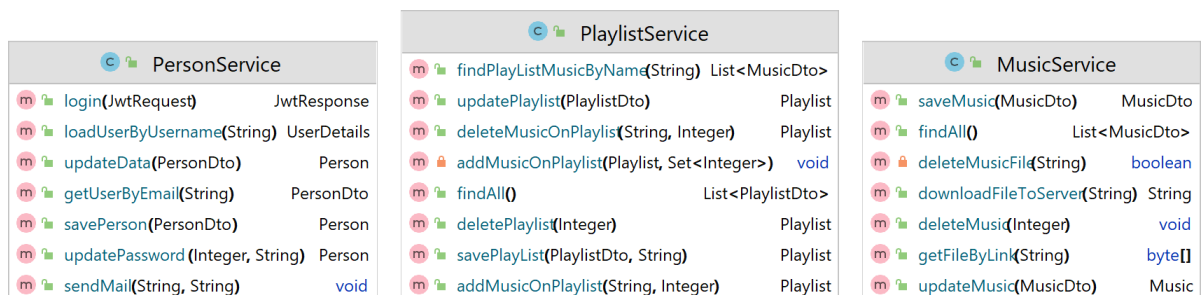 C PersonService
m login(JwtRequest) JwtResponse
m loadUserByUsername(String) UserDetails
m updateData(PersonDto) Person
m getUserByEmail(String) PersonDto
m savePerson(PersonDto) Person
m updatePassword(Integer, String) Person
m sendMail(String, String) void
C PlaylistService
m findPlayListMusicByName(String) List<MusicDto>
m updatePlaylist(PlaylistDto) Playlist
m deleteMusicOnPlaylist(String, Integer) Playlist
m addMusicOnPlaylist(Playlist, Set<Integer>) void
m findAll() List<PlaylistDto>
m deletePlaylist(Integer) Playlist
m savePlayList(PlaylistDto, String) Playlist
m addMusicOnPlaylist(String, Integer) Playlist
C MusicService
m saveMusic(MusicDto) MusicDto
m findAll() List<MusicDto>
m deleteMusicFile(String) boolean
m downloadFileToServer(String) String
m deleteMusic(Integer) void
m getFileByLink(String) byte[]
m updateMusic(MusicDto) Music